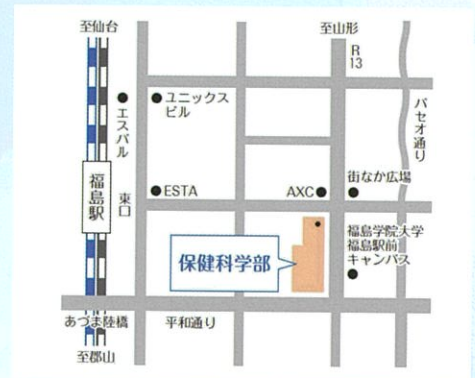 至仙台
至山形
R
13
エスパル
ユニックス
ビル
パセオ通り
福島駅
東口
ESTA
AXC
街なか広場
保健科学部
福島学院大学
福島駅前
キャンパス
あづま陸橋
平和通り
至郡山